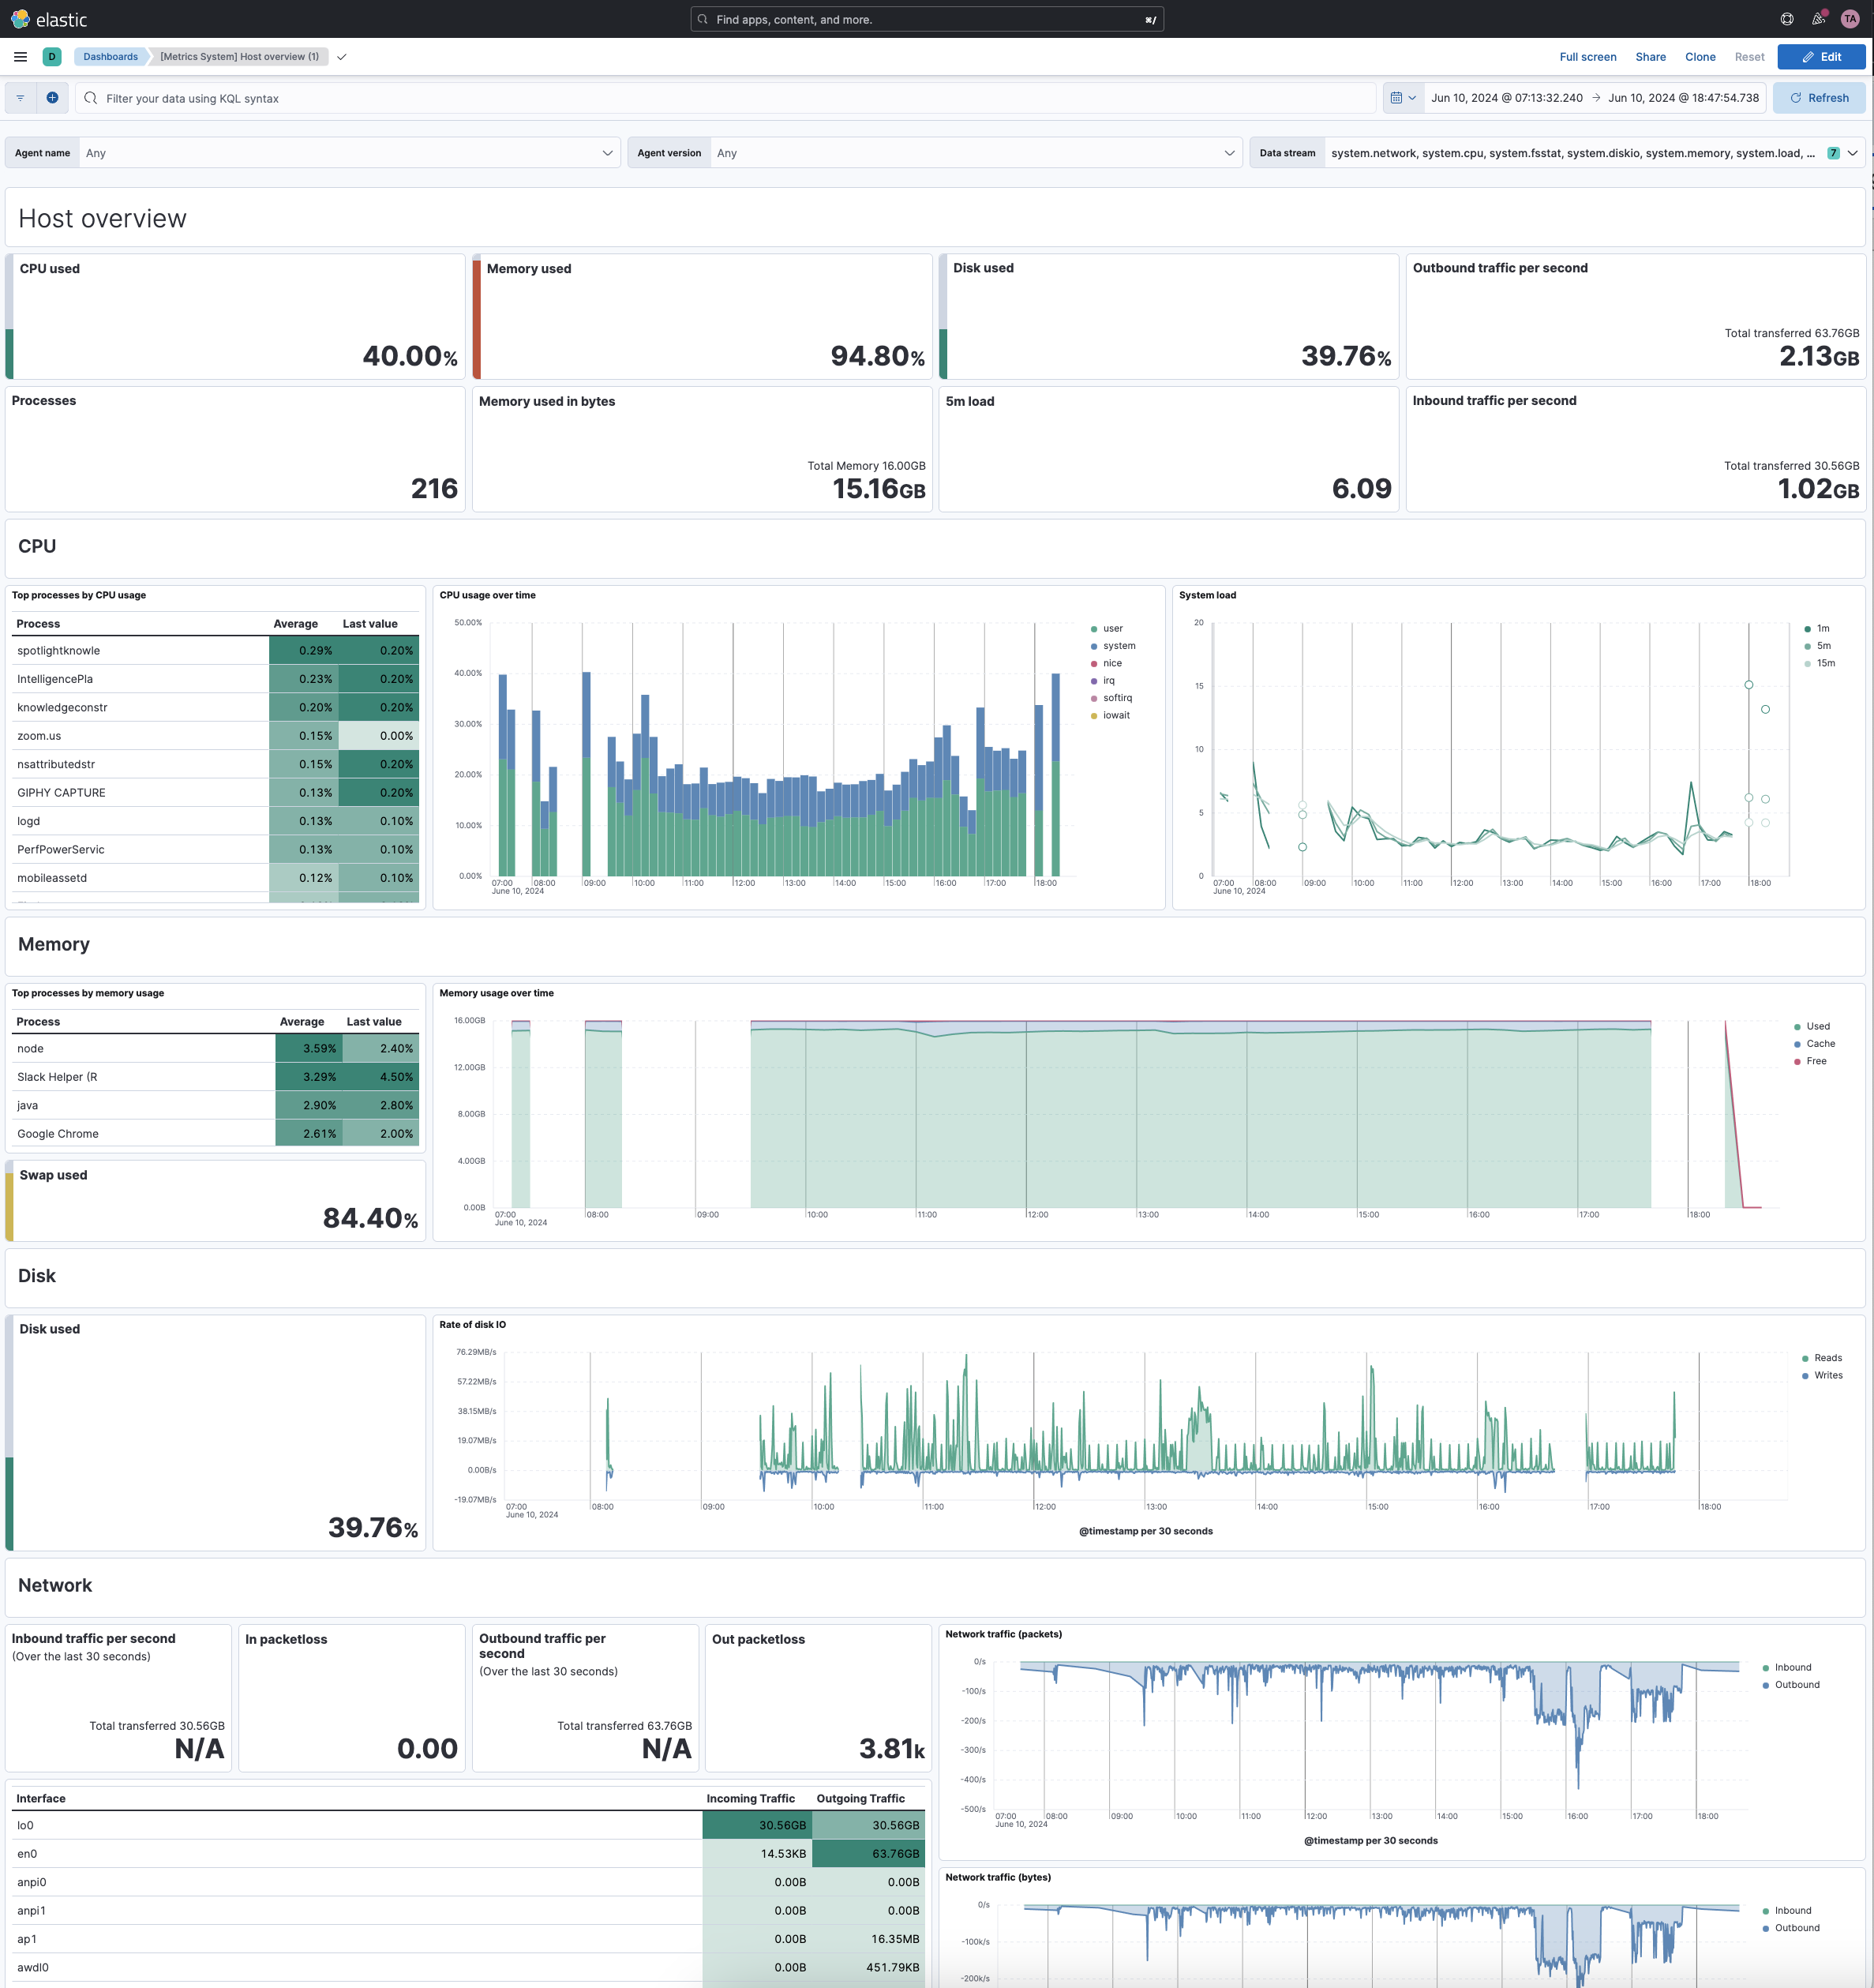 elastic
Find apps, content, and more.
⌘/
TA
D
Dashboards
[Metrics System] Host overview (1)
Full screen
Share
Clone
Reset
Edit
Filter your data using KQL syntax
Jun 10, 2024 @ 07:13:32.240 → Jun 10, 2024 @ 18:47:54.738
Refresh
Agent name Any
Agent version Any
Data stream system.network, system.cpu, system.fsstat, system.diskio, system.memory, system.load, ... 7
Host overview
CPU used
40.00%
Memory used
94.80%
Disk used
39.76%
Outbound traffic per second
Total transferred 63.76GB
2.13GB
Processes
216
Memory used in bytes
Total Memory 16.00GB
15.16GB
5m load
6.09
Inbound traffic per second
Total transferred 30.56GB
1.02GB
CPU
Top processes by CPU usage
Process Average Last value
spotlightknowle 0.29% 0.20%
IntelligencePla 0.23% 0.20%
knowledgeconstr 0.20% 0.20%
zoom.us 0.15% 0.00%
nsattributedstr 0.15% 0.20%
GIPHY CAPTURE 0.13% 0.20%
logd 0.13% 0.10%
PerfPowerServic 0.13% 0.10%
mobileassetd 0.12% 0.10%
CPU usage over time
50.00%
40.00%
30.00%
20.00%
10.00%
0.00%
07:00 08:00 09:00 10:00 11:00 12:00 13:00 14:00 15:00 16:00 17:00 18:00
June 10, 2024
user
system
nice
irq
softirq
iowait
System load
20
15
10
5
0
07:00 08:00 09:00 10:00 11:00 12:00 13:00 14:00 15:00 16:00 17:00 18:00
June 10, 2024
1m
5m
15m
Memory
Top processes by memory usage
Process Average Last value
node 3.59% 2.40%
Slack Helper (R 3.29% 4.50%
java 2.90% 2.80%
Google Chrome 2.61% 2.00%
Swap used
84.40%
Memory usage over time
16.00GB
12.00GB
8.00GB
4.00GB
0.00B
07:00 08:00 09:00 10:00 11:00 12:00 13:00 14:00 15:00 16:00 17:00 18:00
June 10, 2024
Used
Cache
Free
Disk
Disk used
39.76%
Rate of disk IO
76.29MB/s
57.22MB/s
38.15MB/s
19.07MB/s
0.00B/s
-19.07MB/s
07:00 08:00 09:00 10:00 11:00 12:00 13:00 14:00 15:00 16:00 17:00 18:00
June 10, 2024
@timestamp per 30 seconds
Reads
Writes
Network
Inbound traffic per second
(Over the last 30 seconds)
Total transferred 30.56GB
N/A
In packetloss
0.00
Outbound traffic per
second
(Over the last 30 seconds)
Total transferred 63.76GB
N/A
Out packetloss
3.81k
Interface Incoming Traffic Outgoing Traffic
lo0 30.56GB 30.56GB
en0 14.53KB 63.76GB
anpi0 0.00B 0.00B
anpi1 0.00B 0.00B
ap1 0.00B 16.35MB
awdl0 0.00B 451.79KB
Network traffic (packets)
0/s
-100/s
-200/s
-300/s
-400/s
-500/s
07:00 08:00 09:00 10:00 11:00 12:00 13:00 14:00 15:00 16:00 17:00 18:00
June 10, 2024
@timestamp per 30 seconds
Inbound
Outbound
Network traffic (bytes)
0/s
-100k/s
-200k/s
Inbound
Outbound